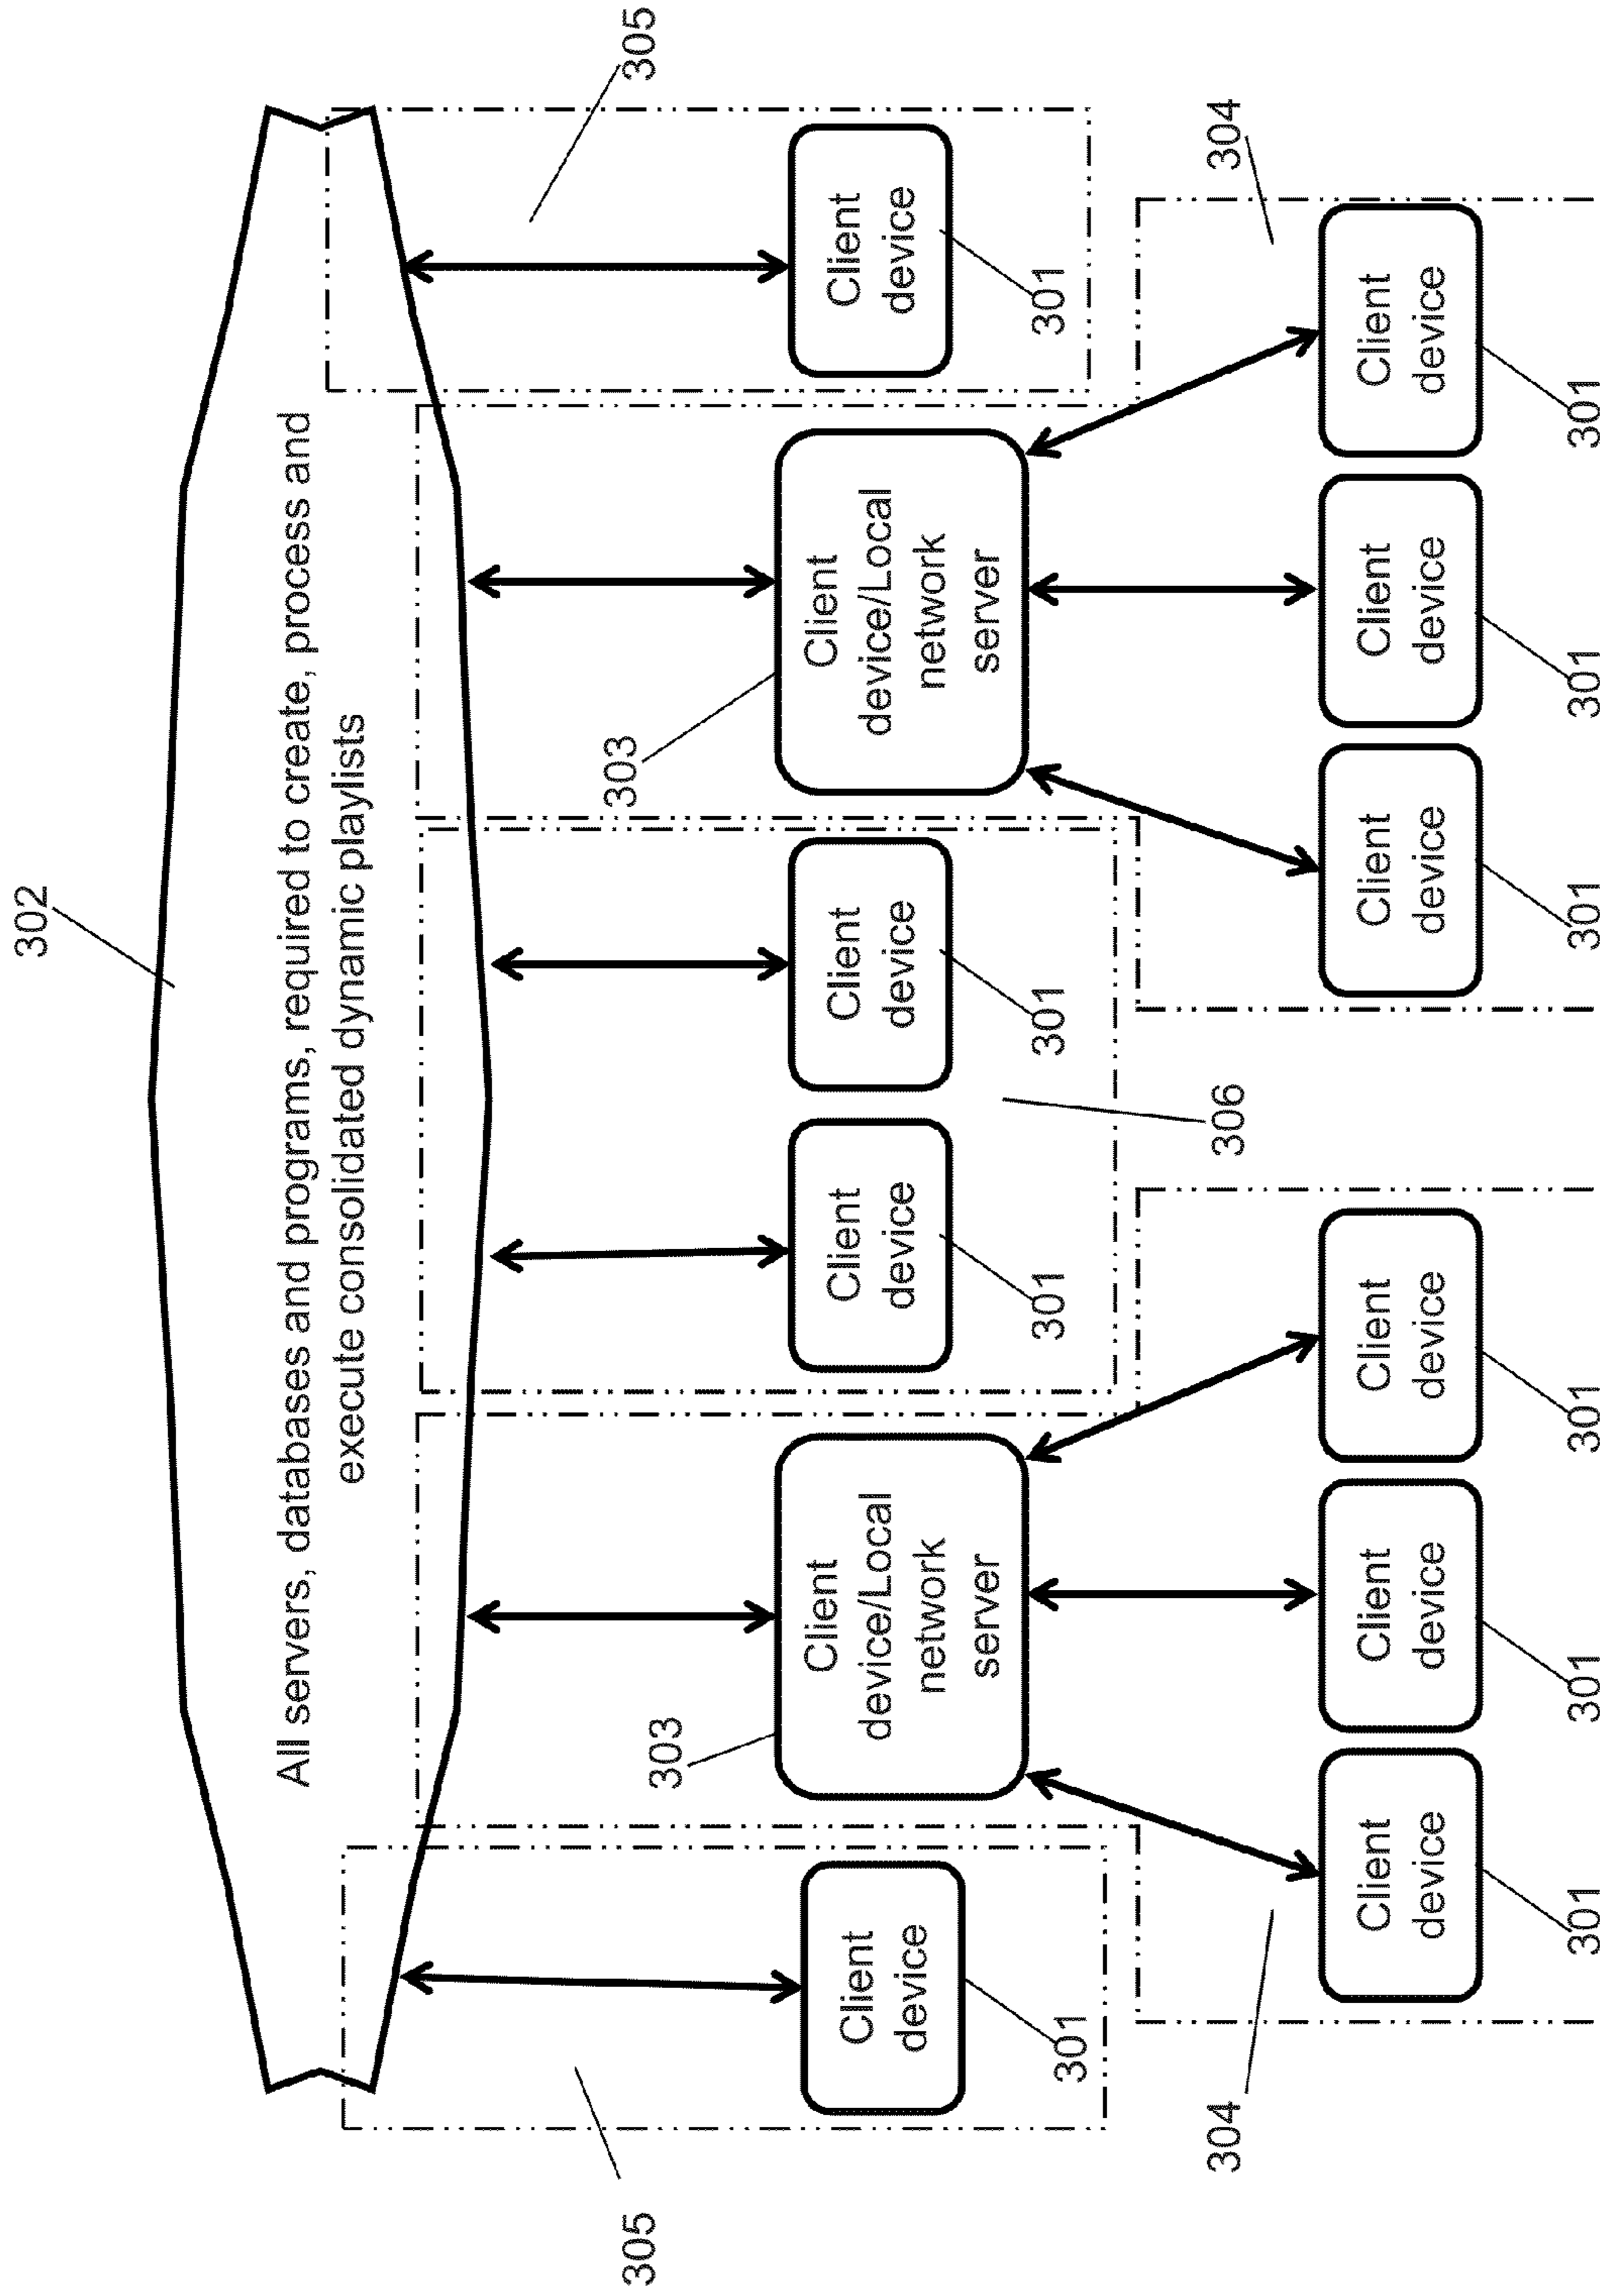 302
All servers, databases and programs, required to create, process and
execute consolidated dynamic playlists
305
303
303
305
Client
device
Client
device/Local
network
server
Client
device
Client
device
Client
device/Local
network
server
Client
device
301
301
301
301
304
306
304
Client
device
Client
device
Client
device
Client
device
Client
device
Client
device
301
301
301
301
301
301